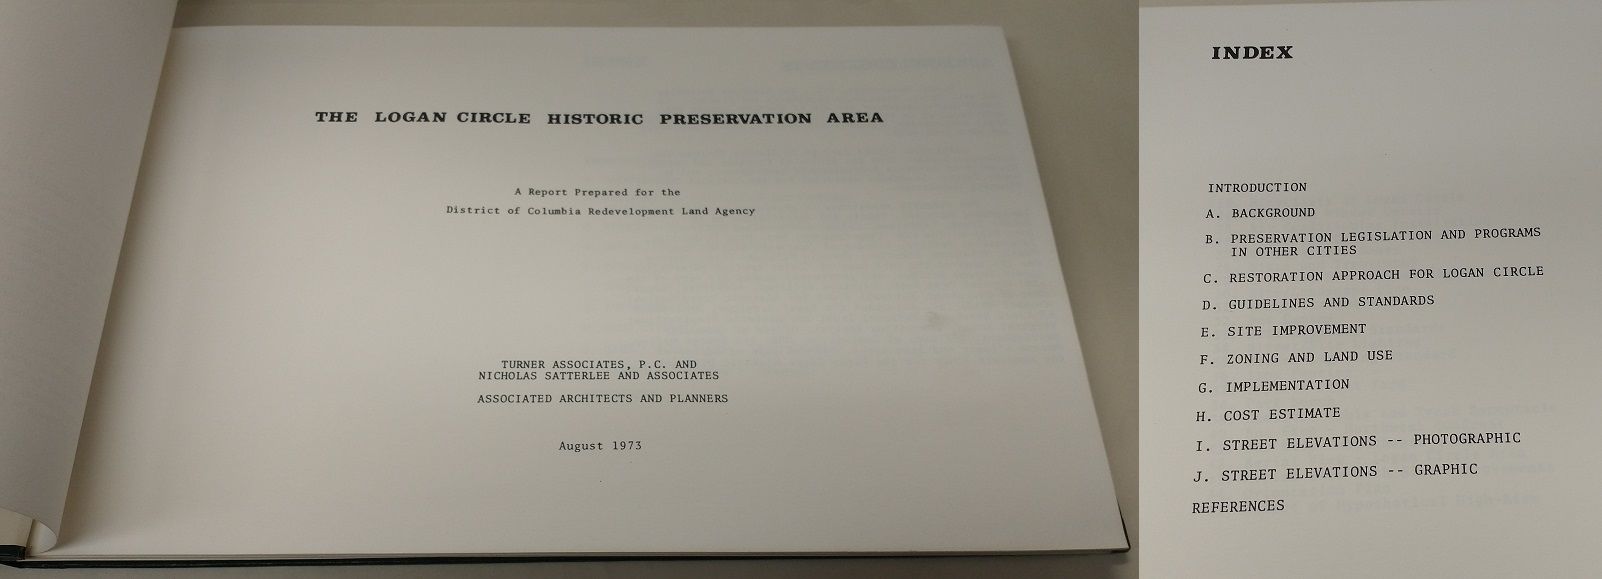 THE LOGAN CIRCLE HISTORIC PRESERVATION AREA
A Report Prepared for the
District of Columbia Redevelopment Land Agency
TURNER ASSOCIATES, P.C. AND
NICHOLAS SATTERLEE AND ASSOCIATES
ASSOCIATED ARCHITECTS AND PLANNERS
August 1973
INDEX
INTRODUCTION
A. BACKGROUND
B. PRESERVATION LEGISLATION AND PROGRAMS
IN OTHER CITIES
C. RESTORATION APPROACH FOR LOGAN CIRCLE
D. GUIDELINES AND STANDARDS
E. SITE IMPROVEMENT
F. ZONING AND LAND USE
G. IMPLEMENTATION
H. COST ESTIMATE
I. STREET ELEVATIONS -- PHOTOGRAPHIC
J. STREET ELEVATIONS -- GRAPHIC
REFERENCES